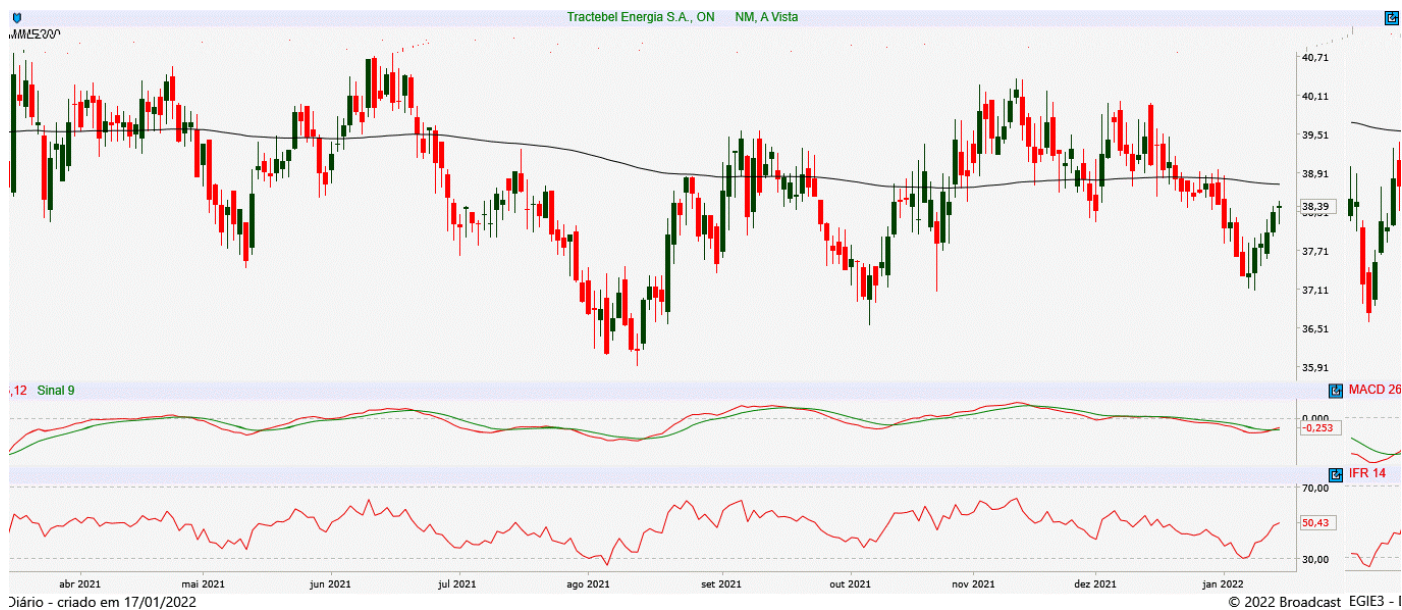 Tractebel Energia S.A., ON NM, A Vista
40,71
40,11
39,51
38,91
38,39
37,71
37,11
36,51
35,91
,12 Sinal 9
MACD 26
0,000
-0,253
IFR 14
70,00
50,43
30,00
abr 2021 mai 2021 jun 2021 jul 2021 ago 2021 set 2021 out 2021 nov 2021 dez 2021 jan 2022
Diário - criado em 17/01/2022 © 2022 Broadcast EGIE3 -